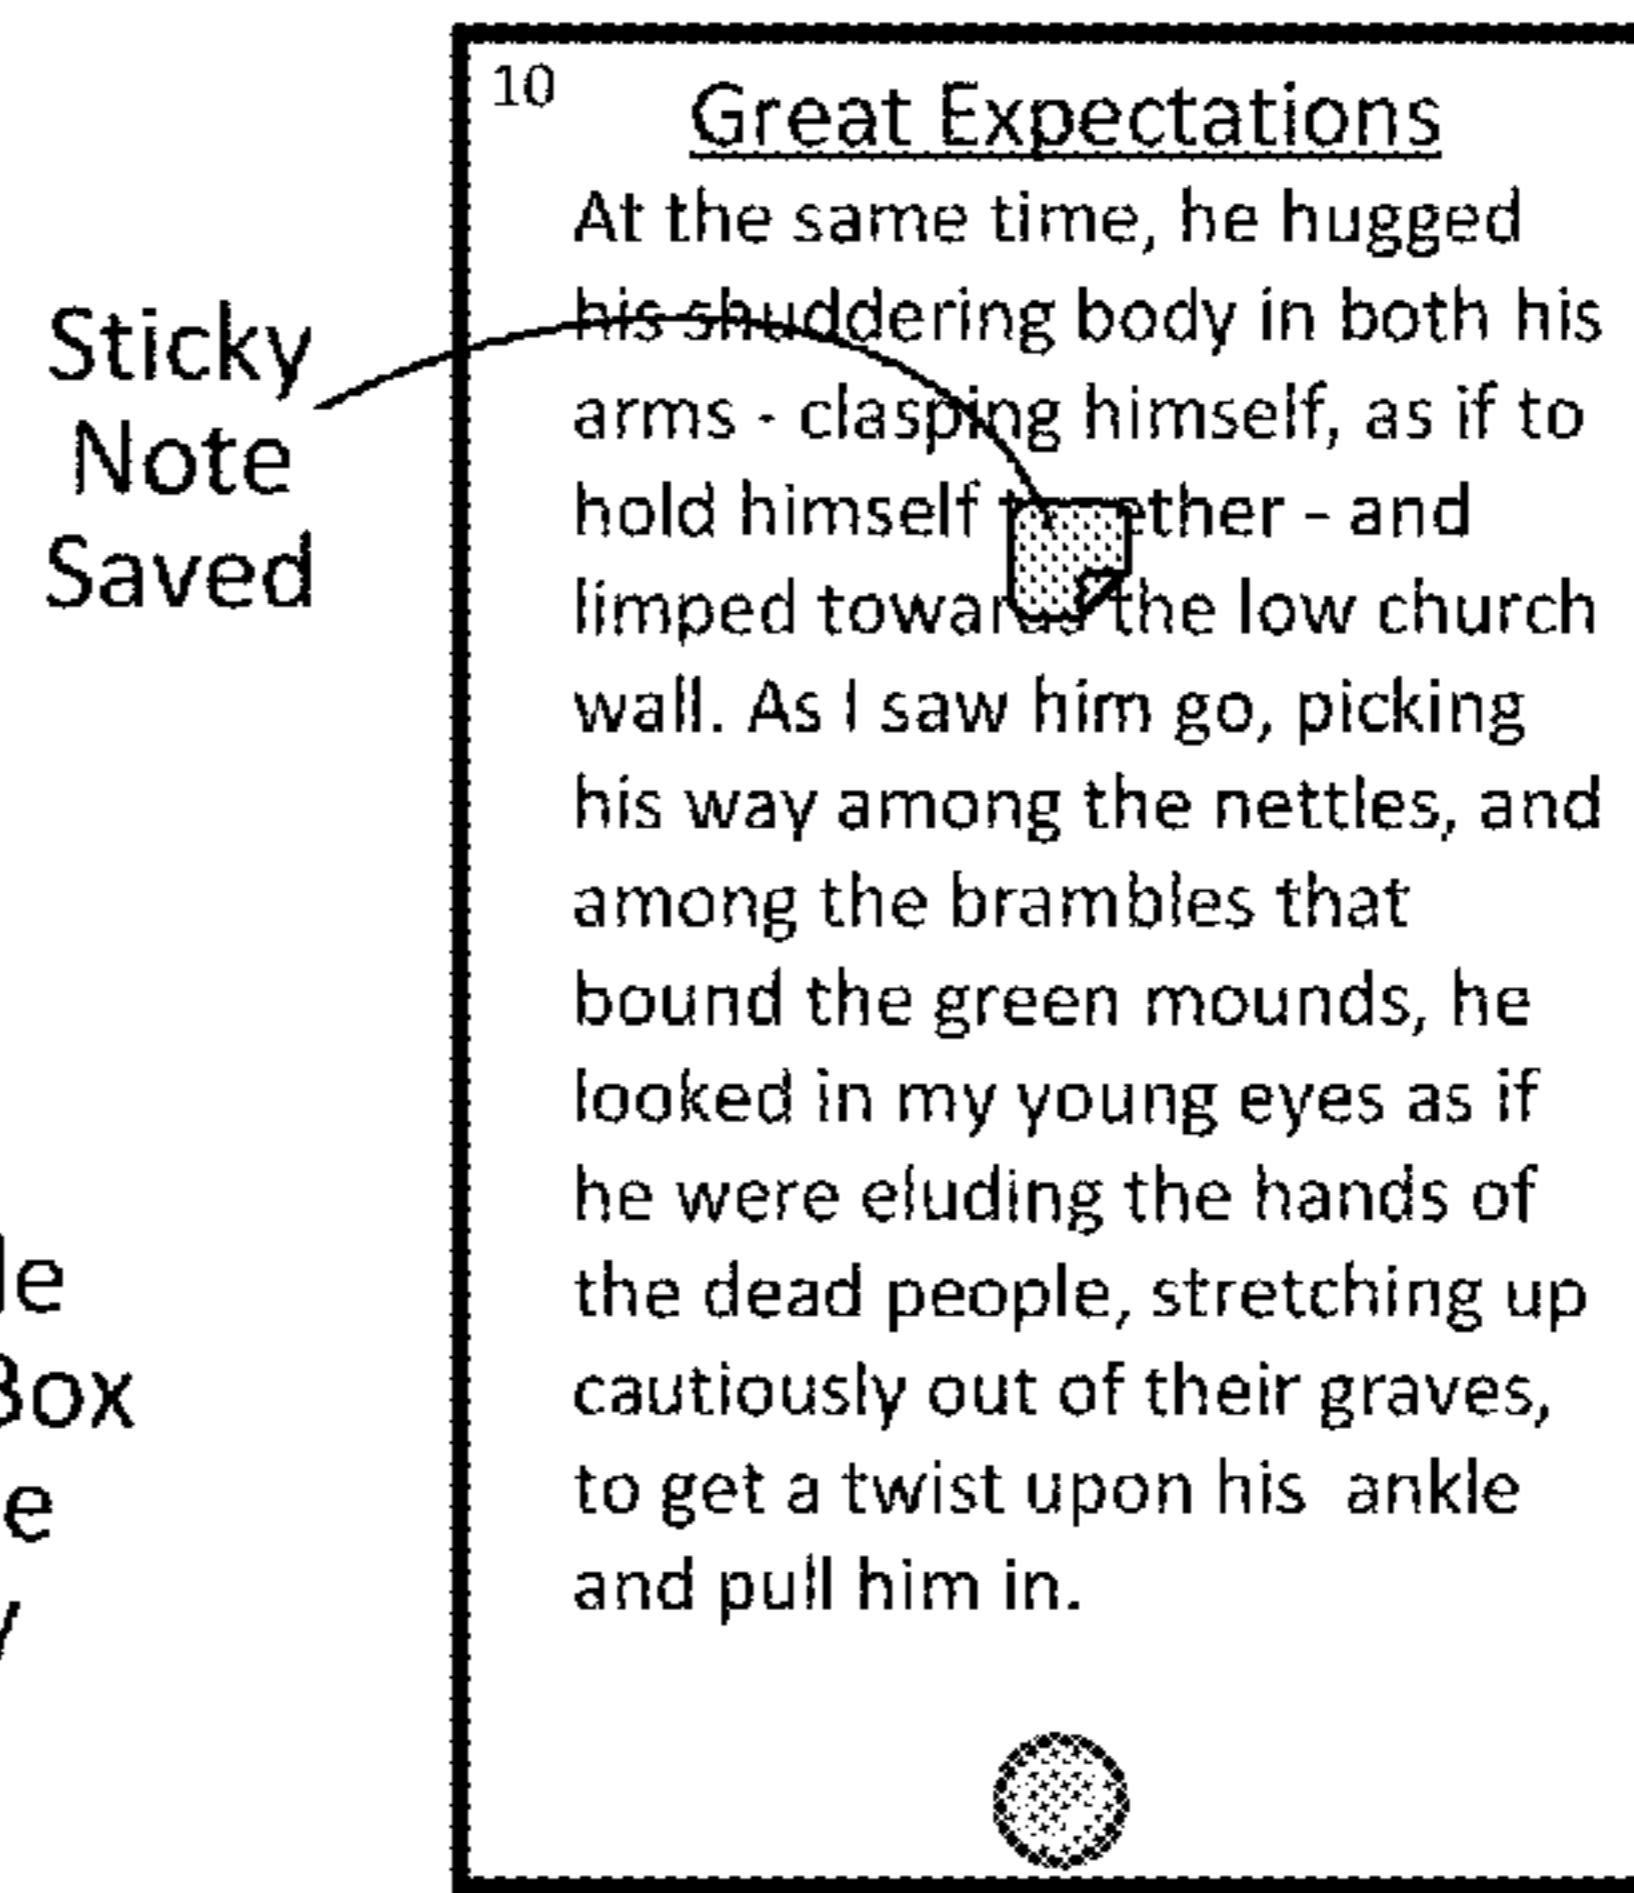 10
Great Expectations
At the same time, he hugged
his shuddering body in both his
arms - clasping himself, as if to
hold himself ether - and
limped towards the low church
wall. As I saw him go, picking
his way among the nettles, and
among the brambles that
bound the green mounds, he
looked in my young eyes as if
he were eluding the hands of
the dead people, stretching up
cautiously out of their graves,
to get a twist upon his ankle
and pull him in.
Sticky
Note
Saved
le
Box
e
y